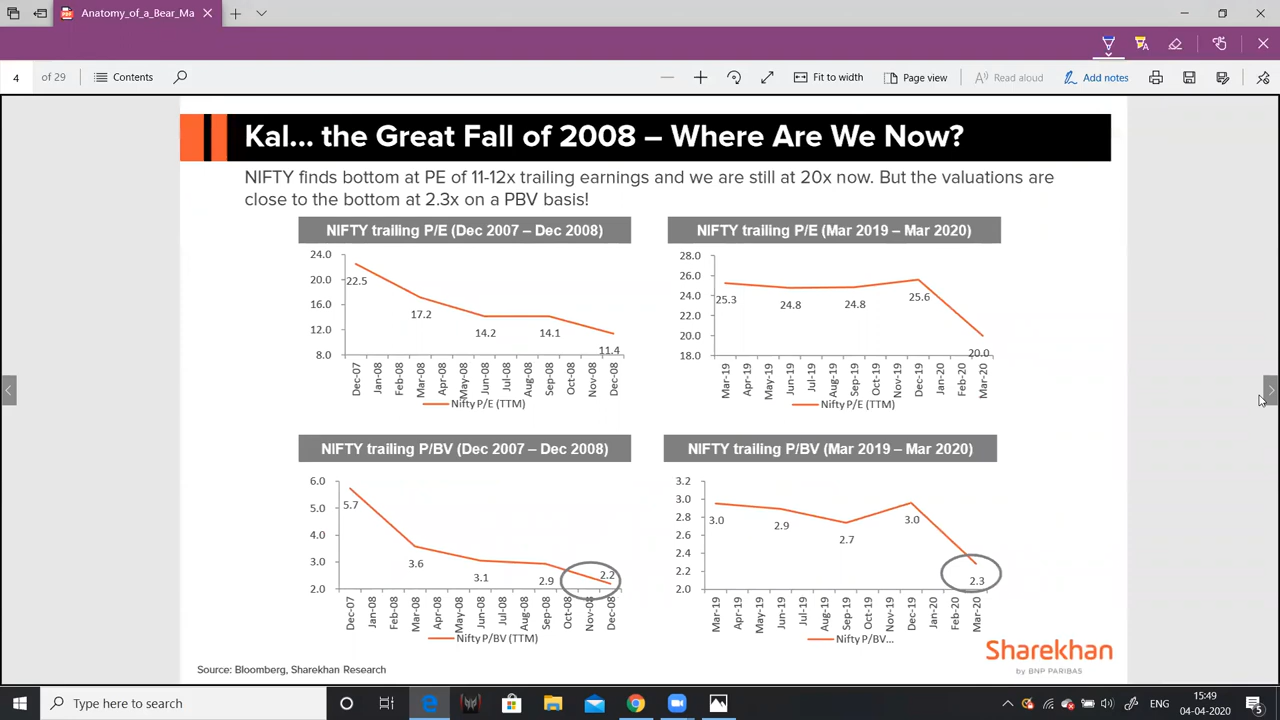 Anatomy_of_a_Bear_Ma
4 of 29 Contents Fit to width Page view Read aloud Add notes
Kal... the Great Fall of 2008 – Where Are We Now?
NIFTY finds bottom at PE of 11-12x trailing earnings and we are still at 20x now. But the valuations are
close to the bottom at 2.3x on a PBV basis!
NIFTY trailing P/E (Dec 2007 – Dec 2008)
24.0
20.0
16.0
12.0
8.0
22.5
17.2
14.2
14.1
11.4
Dec-07 Jan-08 Feb-08 Mar-08 Apr-08 May-08 Jun-08 Jul-08 Aug-08 Sep-08 Oct-08 Nov-08 Dec-08
Nifty P/E (TTM)
NIFTY trailing P/E (Mar 2019 – Mar 2020)
28.0
26.0
24.0
22.0
20.0
18.0
25.3
24.8
24.8
25.6
20.0
Mar-19 Apr-19 May-19 Jun-19 Jul-19 Aug-19 Sep-19 Oct-19 Nov-19 Dec-19 Jan-20 Feb-20 Mar-20
Nifty P/E (TTM)
NIFTY trailing P/BV (Dec 2007 – Dec 2008)
6.0
5.0
4.0
3.0
2.0
5.7
3.6
3.1
2.9
2.2
Dec-07 Jan-08 Feb-08 Mar-08 Apr-08 May-08 Jun-08 Jul-08 Aug-08 Sep-08 Oct-08 Nov-08 Dec-08
Nifty P/BV (TTM)
NIFTY trailing P/BV (Mar 2019 – Mar 2020)
3.2
3.0
2.8
2.6
2.4
2.2
2.0
3.0
2.9
2.7
3.0
2.3
Mar-19 Apr-19 May-19 Jun-19 Jul-19 Aug-19 Sep-19 Oct-19 Nov-19 Dec-19 Jan-20 Feb-20 Mar-20
Nifty P/BV...
Sharekhan
by BNP PARIBAS
Source: Bloomberg, Sharekhan Research
Type here to search
ENG
15:49
04-04-2020
5